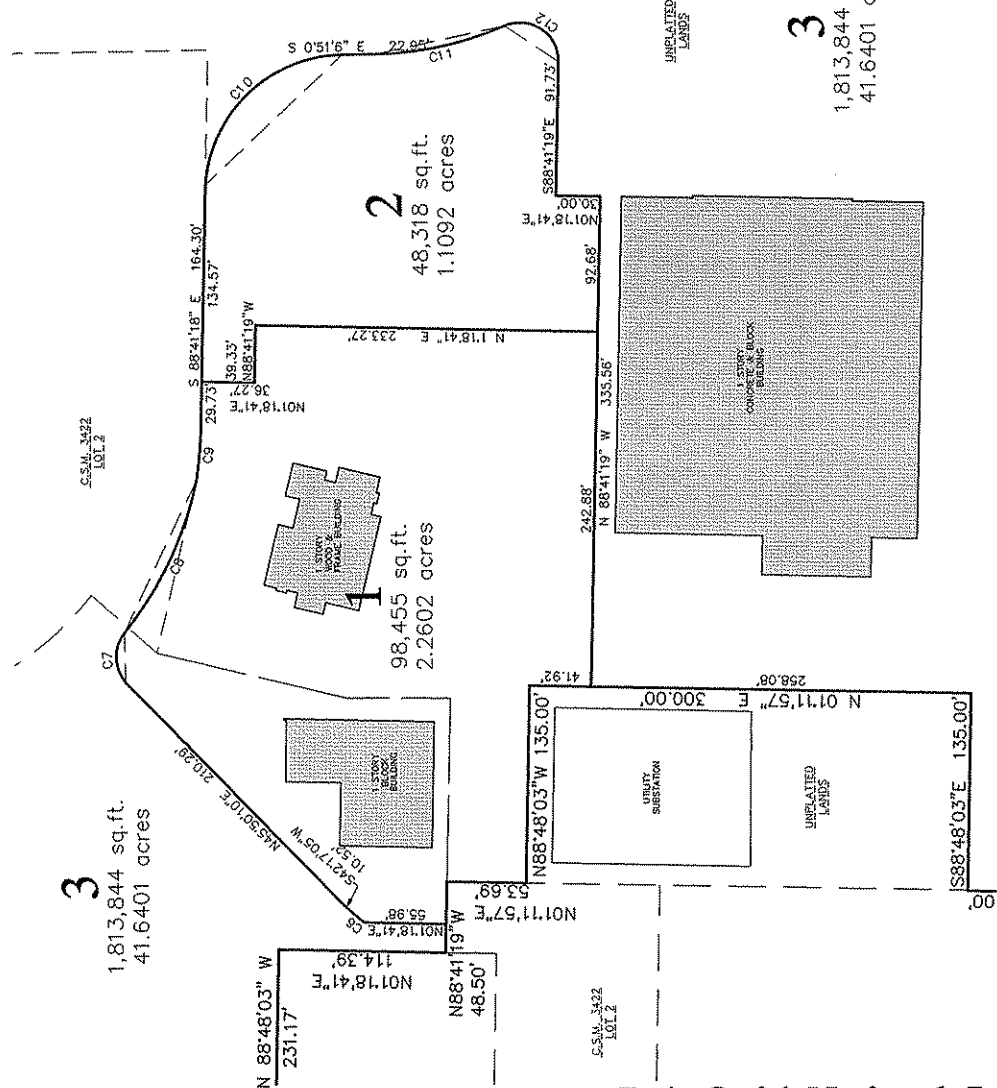 UNPLATTED
LANDS
3
1,813,844
41.6401
C12
S 0°51'9" E
22.95'
C11
C10
S88°41'19"E
91.73'
2
48,318 sq.ft.
1.1092 acres
30.00'
N01°18'41"E
S 88°41'18" E
164.30'
134.57'
39.33'
N88°41'19"W
92.68'
N 1°18'41" E
233.27'
36.27'
N01°18'41"E
29.73'
C9
C.S.M. 3422
LOT 2
N 88°41'19" W
335.56'
1 STORY
CONCRETE & BLOCK
BUILDING
C8
1 STORY
WOOD &
FRAME BUILDING
242.88'
1
98,455 sq.ft.
2.2602 acres
C7
41.92'
258.08'
N 01°11'57" E
300.00'
210.29'
N45°50'10"E
1 STORY
BLOCK
BUILDING
N88°48'03"W
135.00'
UTILITY
SUBSTATION
UNPLATTED
LANDS
S88°48'03"E
135.00'
3
1,813,844 sq.ft.
41.6401 acres
S42°17'05"W
10.52'
C6
55.98'
N01°18'41"E
53.69'
N01°11'57"E
.00'
N88°41'19"W
48.50'
114.39'
N01°18'41"E
N 88°48'03" W
231.17'
C.S.M. 3422
LOT 2